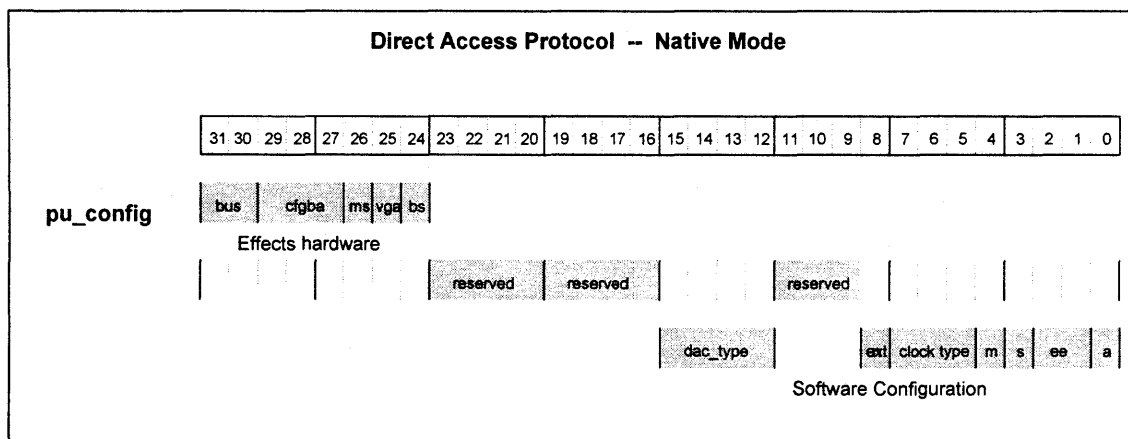 Direct Access Protocol -- Native Mode
31 30 29 28 27 26 25 24 23 22 21 20 19 18 17 16 15 14 13 12 11 10 9 8 7 6 5 4 3 2 1 0
pu_config
bus cfgba ms vga bs
Effects hardware
reserved reserved reserved
dac_type ext clock type m s ee a
Software Configuration